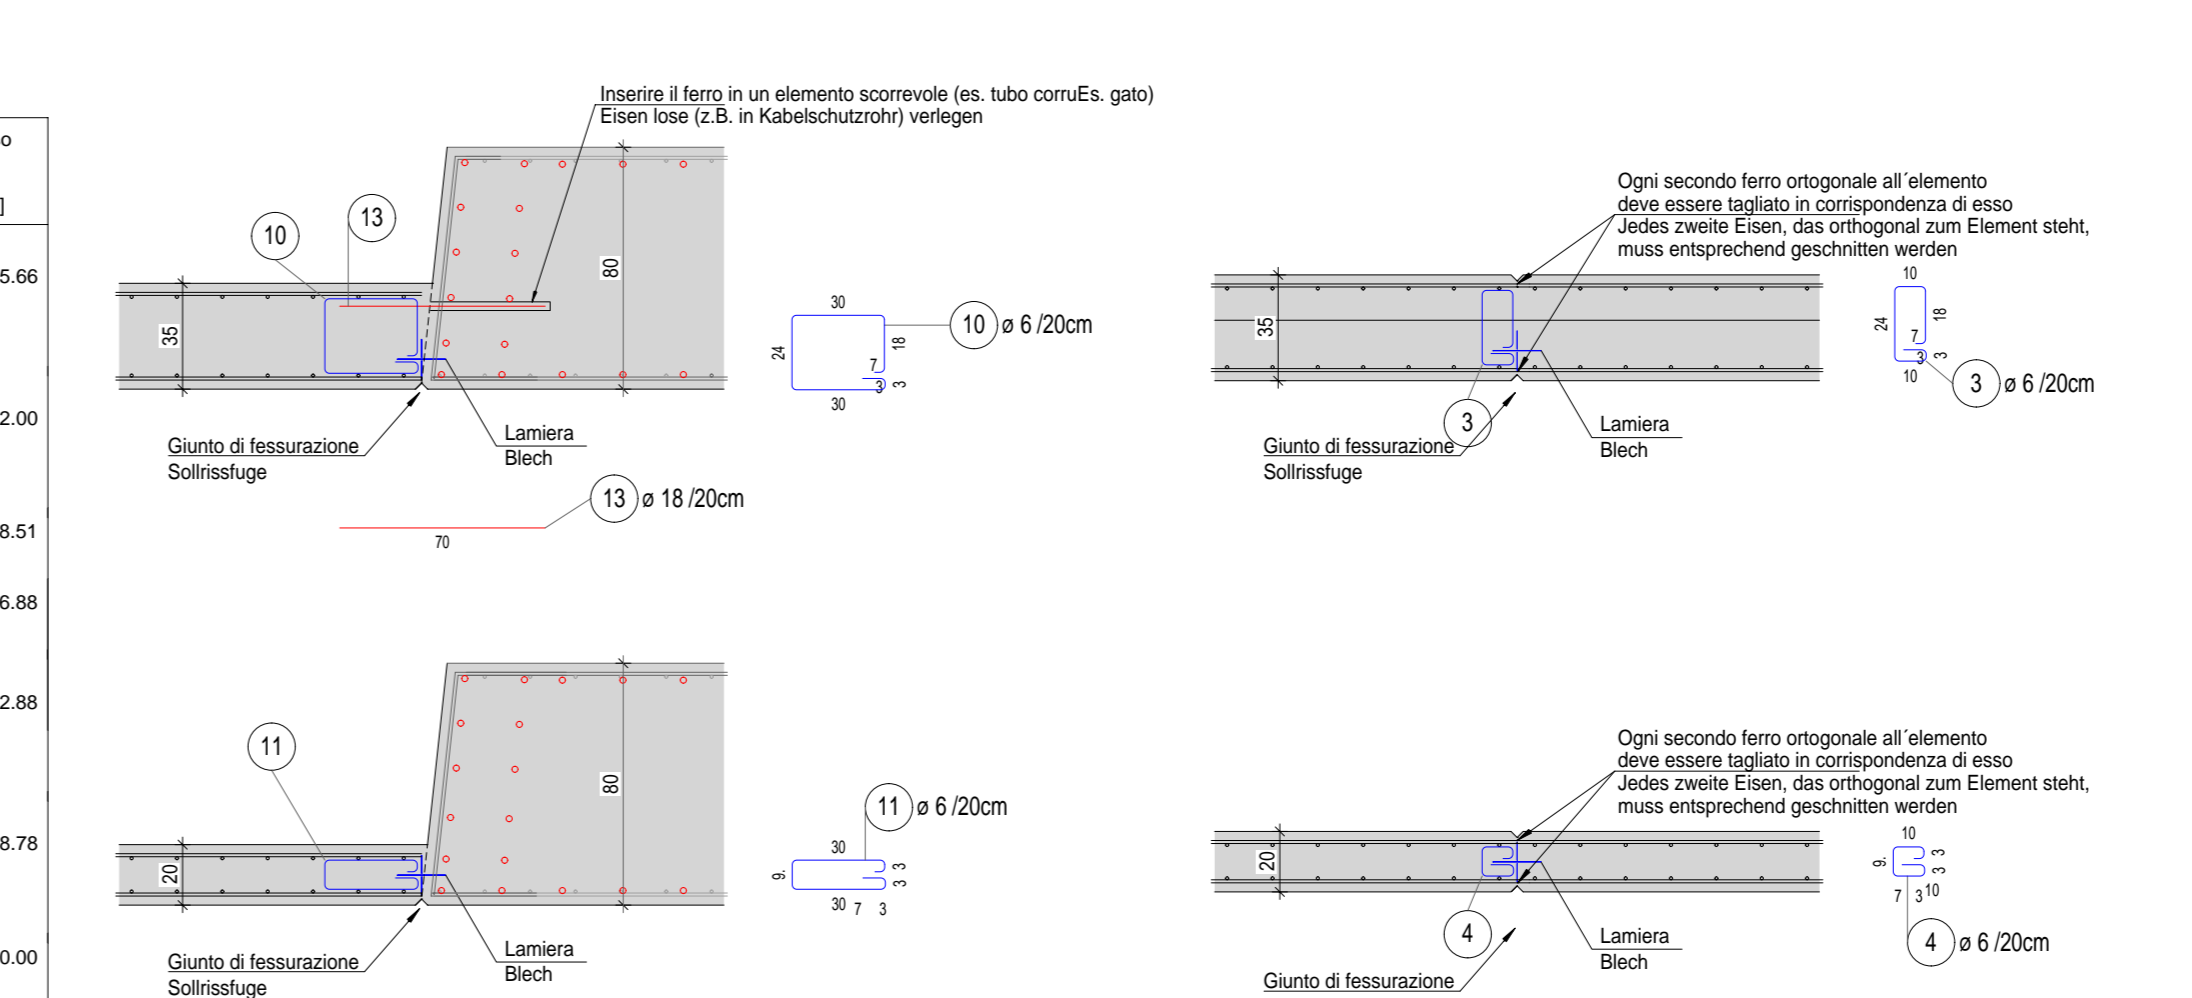 o
]
5.66
2.00
8.51
6.88
2.88
8.78
0.00
Inserire il ferro in un elemento scorrevole (es. tubo corruEs. gato)
Eisen lose (z.B. in Kabelschutzrohr) verlegen
10
13
35
80
Giunto di fessurazione
Sollrissfuge
Lamiera
Blech
13 ø 18 /20cm
70
30
24
18
7
3
3
30
10 ø 6 /20cm
Ogni secondo ferro ortogonale all´elemento
deve essere tagliato in corrispondenza di esso
Jedes zweite Eisen, das orthogonal zum Element steht,
muss entsprechend geschnitten werden
35
3
Giunto di fessurazione
Sollrissfuge
Lamiera
Blech
10
24
18
7
3
3
10
3 ø 6 /20cm
11
20
80
Giunto di fessurazione
Sollrissfuge
Lamiera
Blech
11 ø 6 /20cm
30
9.
3
3
30
7
3
Ogni secondo ferro ortogonale all´elemento
deve essere tagliato in corrispondenza di esso
Jedes zweite Eisen, das orthogonal zum Element steht,
muss entsprechend geschnitten werden
20
4
Giunto di fessurazione
Lamiera
Blech
10
9.
3
3
7
3
10
4 ø 6 /20cm